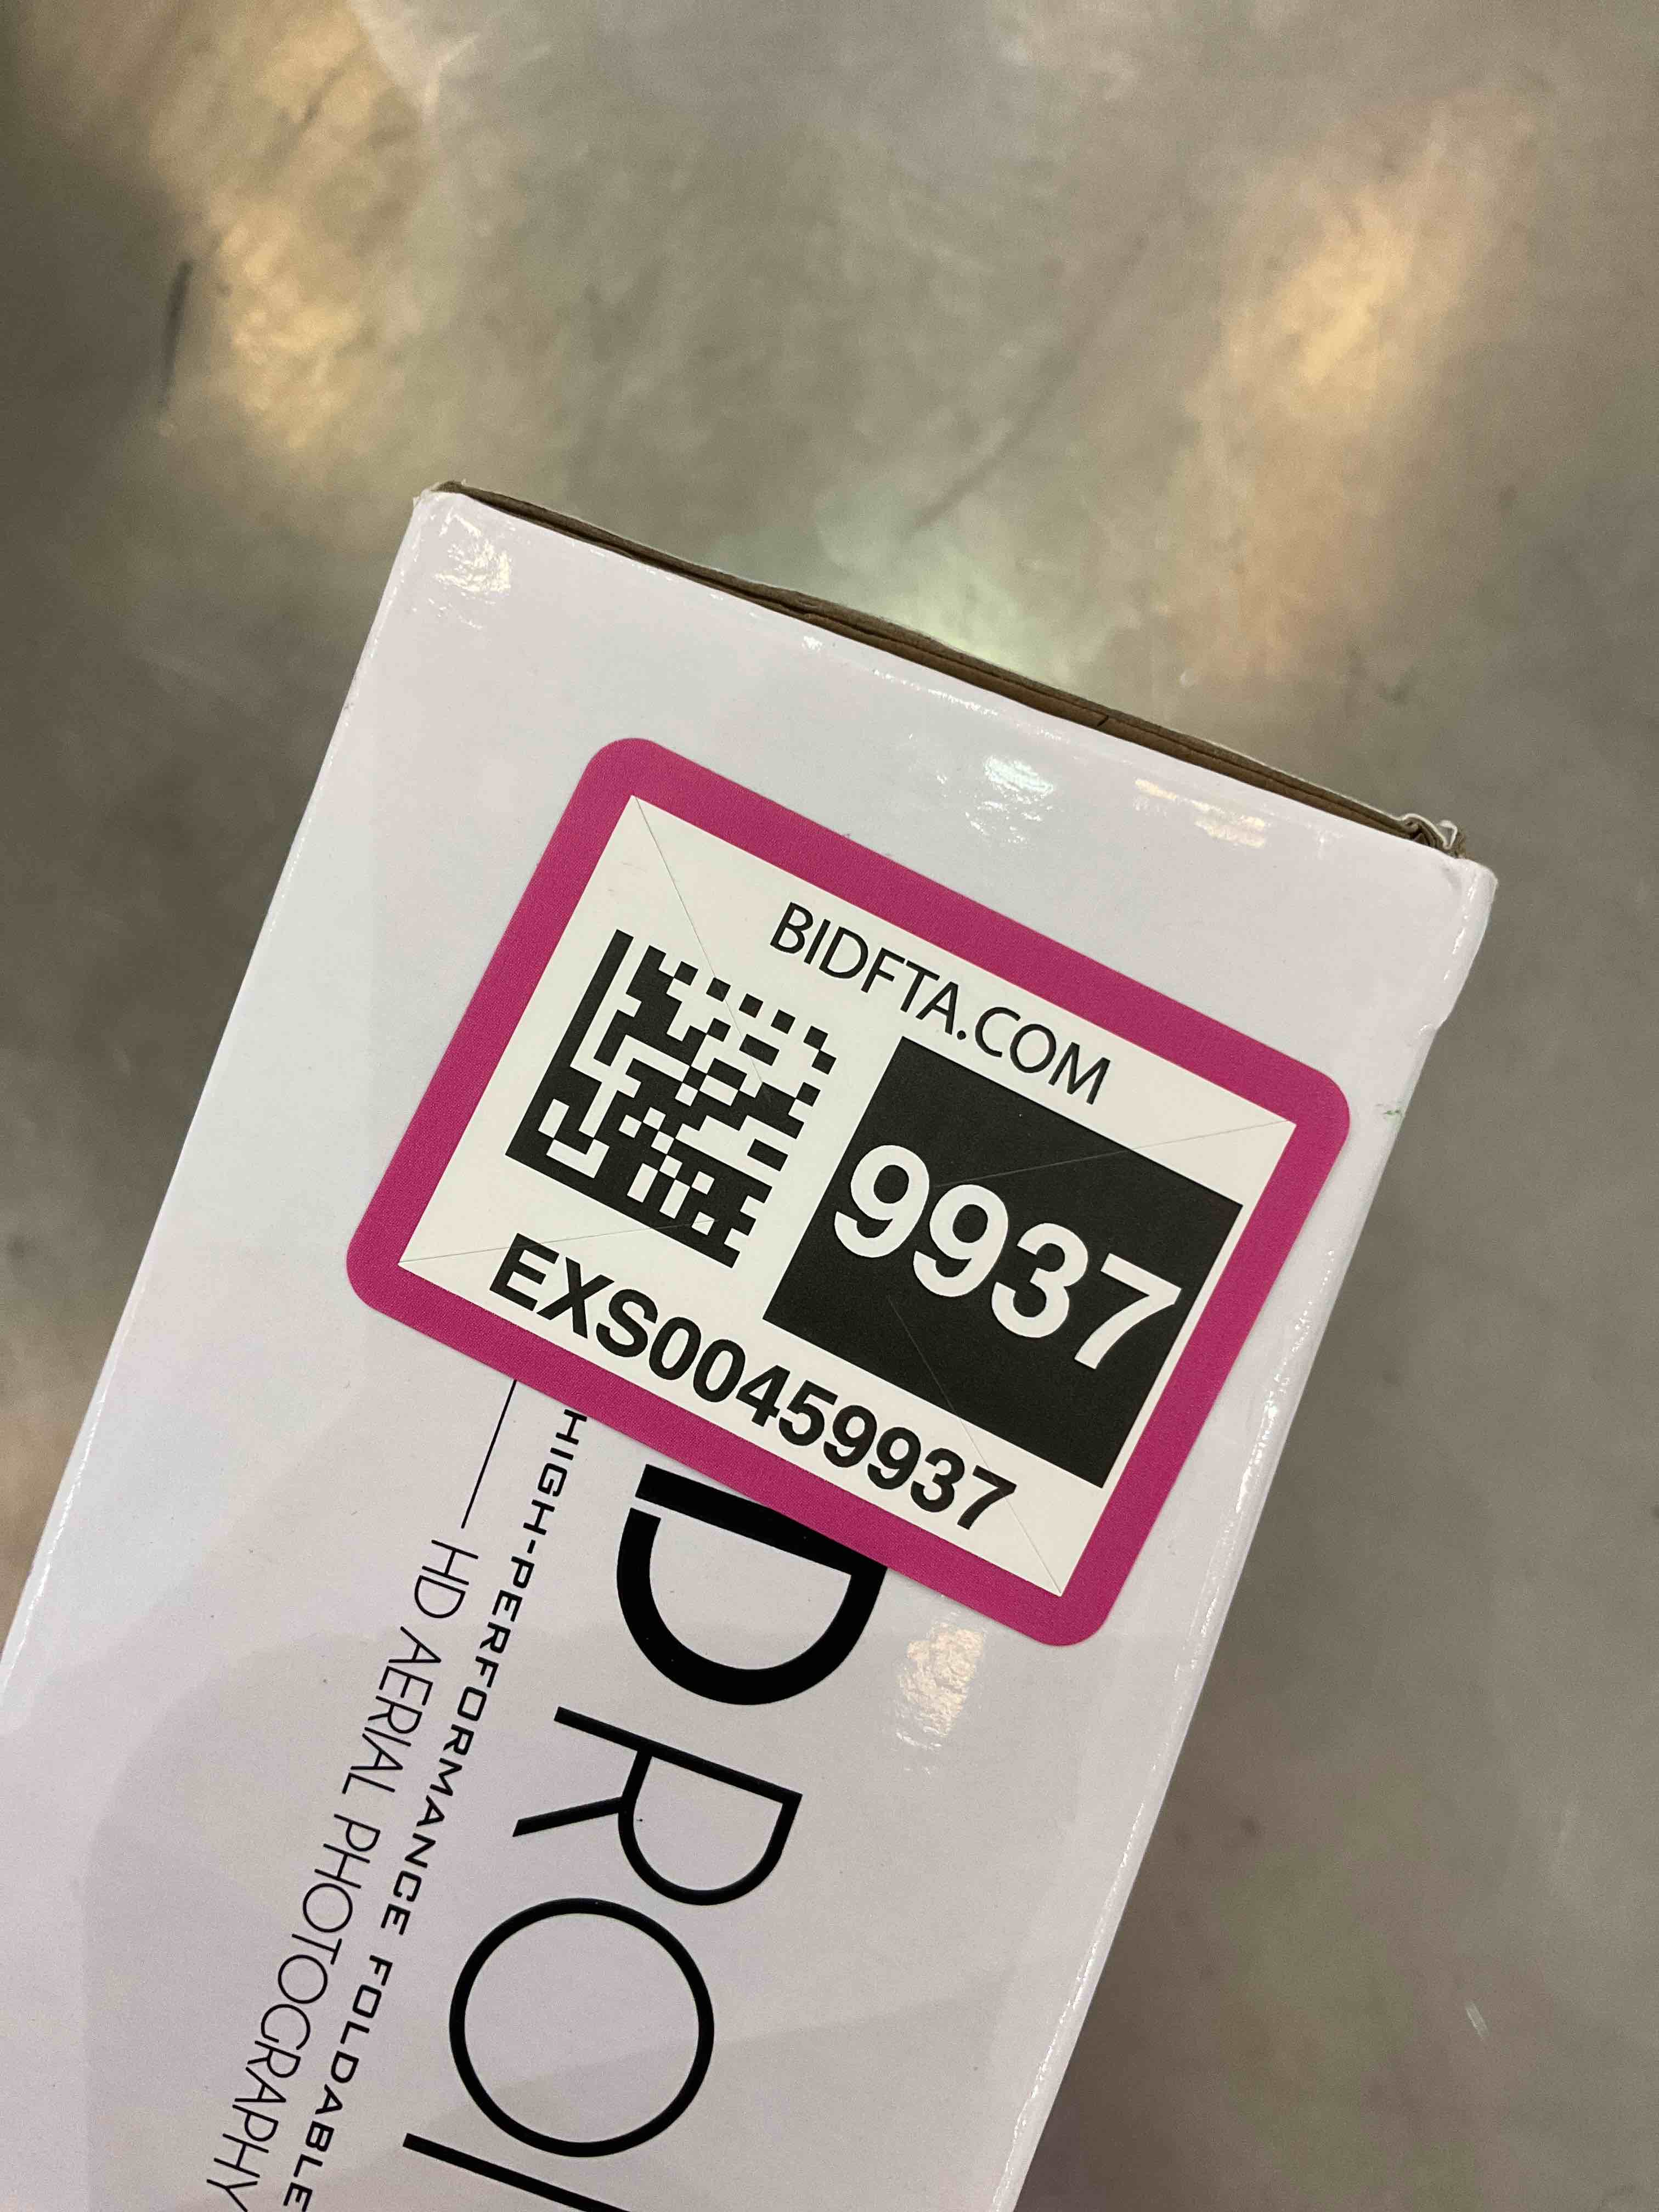 BIDFTA.COM
9937
EXS00459937
DRO
HIGH-PERFORMANCE FOLDABLE
HD AERIAL PHOTOGRAPHY